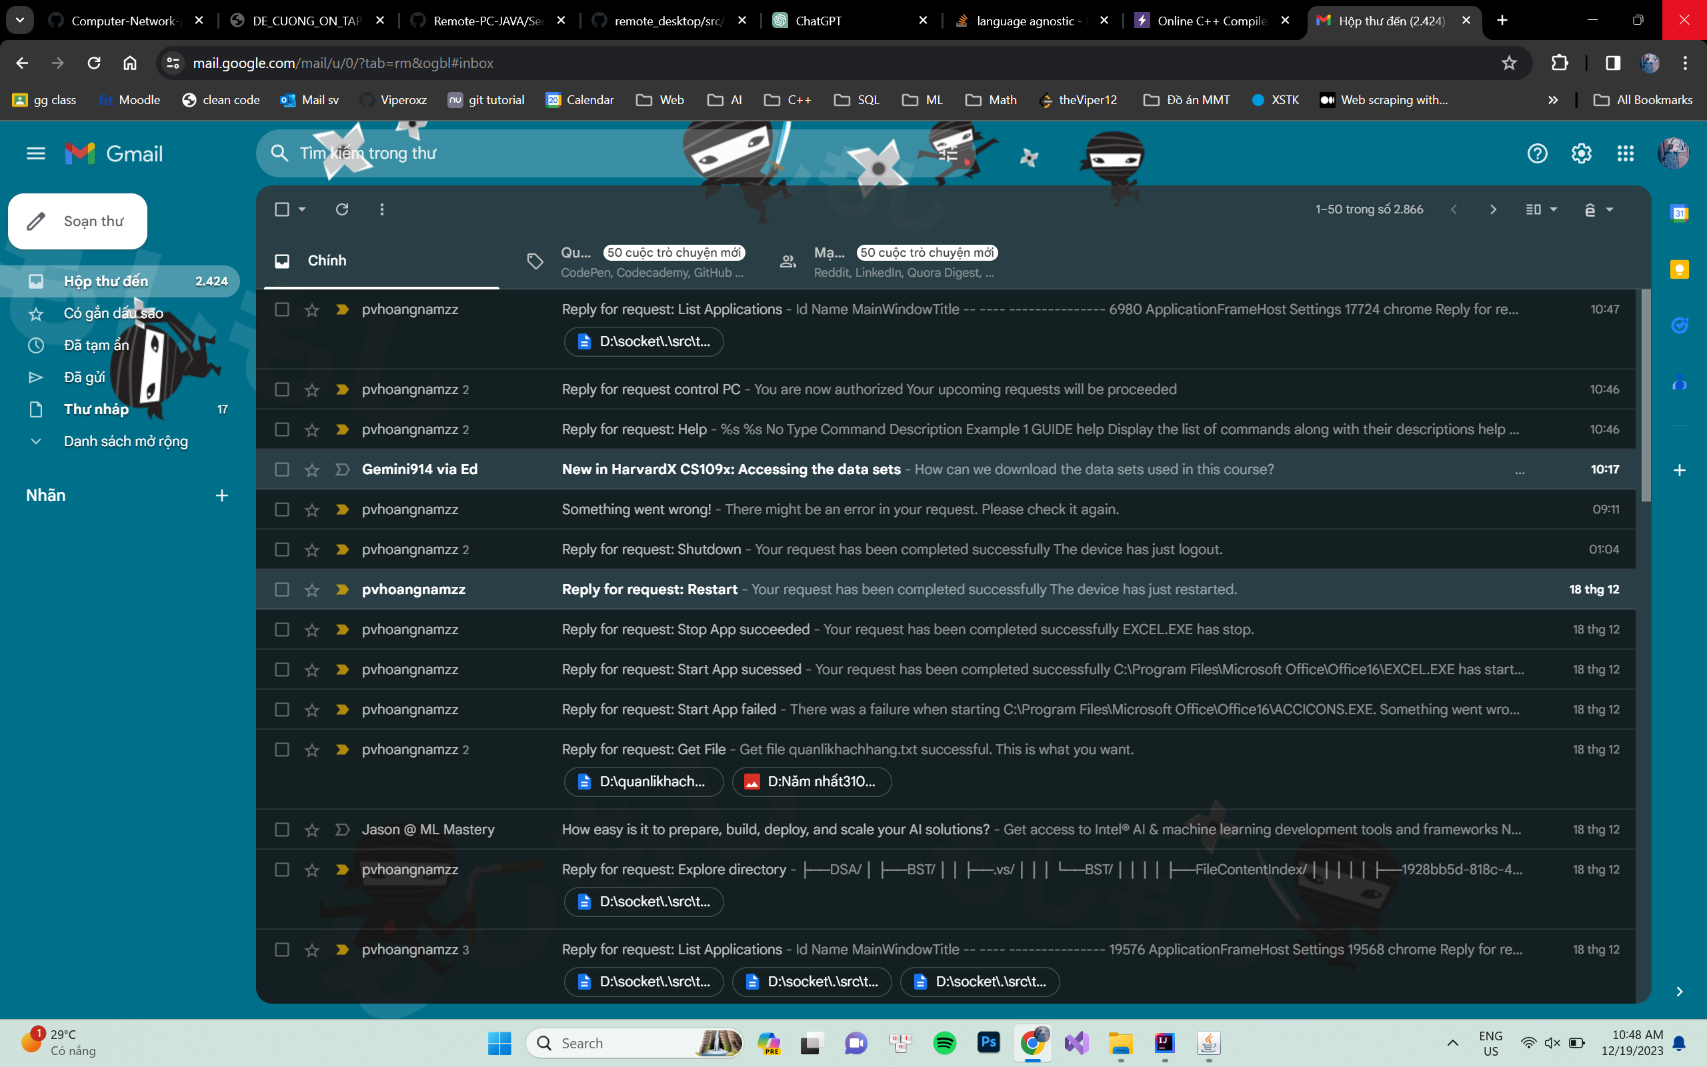 Computer-Network-
DE_CUONG_ON_TAP
Remote-PC-JAVA/Se
remote_desktop/src/
ChatGPT
language agnostic -
Online C++ Compile
Hộp thư đến (2.424)
mail.google.com/mail/u/0/?tab=rm&ogbl#inbox
gg class
fit Moodle
clean code
Mail sv
Viperoxz
nu git tutorial
Calendar
Web
AI
C++
SQL
ML
Math
theViper12
Đồ án MMT
XSTK
Web scraping with...
All Bookmarks
Gmail
Tìm kiếm trong thư
Soạn thư
1–50 trong số 2.866
Hộp thư đến 2.424
Có gắn dấu sao
Đã tạm ẩn
Đã gửi
Thư nháp 17
Danh sách mở rộng
Nhãn
Chính
Qu... 50 cuộc trò chuyện mới
CodePen, Codecademy, GitHub ...
Mạ... 50 cuộc trò chuyện mới
Reddit, LinkedIn, Quora Digest, ...
pvhoangnamzz Reply for request: List Applications - Id Name MainWindowTitle -- ---- --------------- 6980 ApplicationFrameHost Settings 17724 chrome Reply for re... 10:47
D:\socket\.\src\t...
pvhoangnamzz 2 Reply for request control PC - You are now authorized Your upcoming requests will be proceeded 10:46
pvhoangnamzz 2 Reply for request: Help - %s %s No Type Command Description Example 1 GUIDE help Display the list of commands along with their descriptions help ... 10:46
Gemini914 via Ed New in HarvardX CS109x: Accessing the data sets - How can we download the data sets used in this course? ... 10:17
pvhoangnamzz Something went wrong! - There might be an error in your request. Please check it again. 09:11
pvhoangnamzz 2 Reply for request: Shutdown - Your request has been completed successfully The device has just logout. 01:04
pvhoangnamzz Reply for request: Restart - Your request has been completed successfully The device has just restarted. 18 thg 12
pvhoangnamzz Reply for request: Stop App succeeded - Your request has been completed successfully EXCEL.EXE has stop. 18 thg 12
pvhoangnamzz Reply for request: Start App sucessed - Your request has been completed successfully C:\Program Files\Microsoft Office\Office16\EXCEL.EXE has start... 18 thg 12
pvhoangnamzz Reply for request: Start App failed - There was a failure when starting C:\Program Files\Microsoft Office\Office16\ACCICONS.EXE. Something went wro... 18 thg 12
pvhoangnamzz 2 Reply for request: Get File - Get file quanlikhachhang.txt successful. This is what you want. 18 thg 12
D:\quanlikhach... D:Năm nhất310...
Jason @ ML Mastery How easy is it to prepare, build, deploy, and scale your AI solutions? - Get access to Intel® AI & machine learning development tools and frameworks N... 18 thg 12
pvhoangnamzz Reply for request: Explore directory - ├──DSA/ │ ├──BST/ │ │ ├──.vs/ │ │ │ └──BST/ │ │ │ │ ├──FileContentIndex/ │ │ │ │ │ ├──1928bb5d-818c-4... 18 thg 12
D:\socket\.\src\t...
pvhoangnamzz 3 Reply for request: List Applications - Id Name MainWindowTitle -- ---- --------------- 19576 ApplicationFrameHost Settings 19568 chrome Reply for re... 18 thg 12
D:\socket\.\src\t... D:\socket\.\src\t... D:\socket\.\src\t...
1
29°C
Có nắng
Search
PRE
Ps
IJ
ENG
US
10:48 AM
12/19/2023